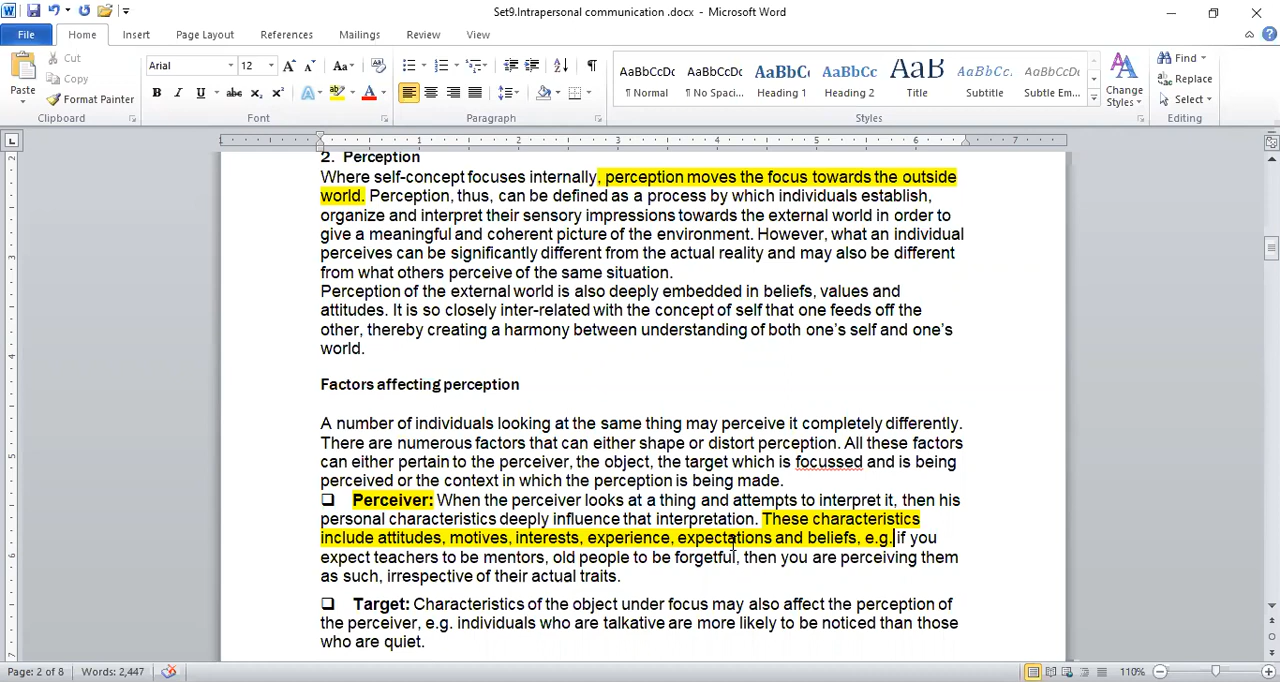 Set9.Intrapersonal communication .docx - Microsoft Word
File Home Insert Page Layout References Mailings Review View
Paste
Cut
Copy
Format Painter
Clipboard
Arial 12
Font
Paragraph
AaBbCcDc AaBbCcDc AaBbC AaBbCc AaB AaBbCc. AaBbCcDc
¶ Normal ¶ No Spaci... Heading 1 Heading 2 Title Subtitle Subtle Em...
Styles
Change
Styles
Find
Replace
Select
Editing
2. Perception
Where self-concept focuses internally, perception moves the focus towards the outside
world. Perception, thus, can be defined as a process by which individuals establish,
organize and interpret their sensory impressions towards the external world in order to
give a meaningful and coherent picture of the environment. However, what an individual
perceives can be significantly different from the actual reality and may also be different
from what others perceive of the same situation.
Perception of the external world is also deeply embedded in beliefs, values and
attitudes. It is so closely inter-related with the concept of self that one feeds off the
other, thereby creating a harmony between understanding of both one’s self and one’s
world.
Factors affecting perception
A number of individuals looking at the same thing may perceive it completely differently.
There are numerous factors that can either shape or distort perception. All these factors
can either pertain to the perceiver, the object, the target which is focussed and is being
perceived or the context in which the perception is being made.
❑ Perceiver: When the perceiver looks at a thing and attempts to interpret it, then his
personal characteristics deeply influence that interpretation. These characteristics
include attitudes, motives, interests, experience, expectations and beliefs, e.g. if you
expect teachers to be mentors, old people to be forgetful, then you are perceiving them
as such, irrespective of their actual traits.
❑ Target: Characteristics of the object under focus may also affect the perception of
the perceiver, e.g. individuals who are talkative are more likely to be noticed than those
who are quiet.
Page: 2 of 8 Words: 2,447 110%